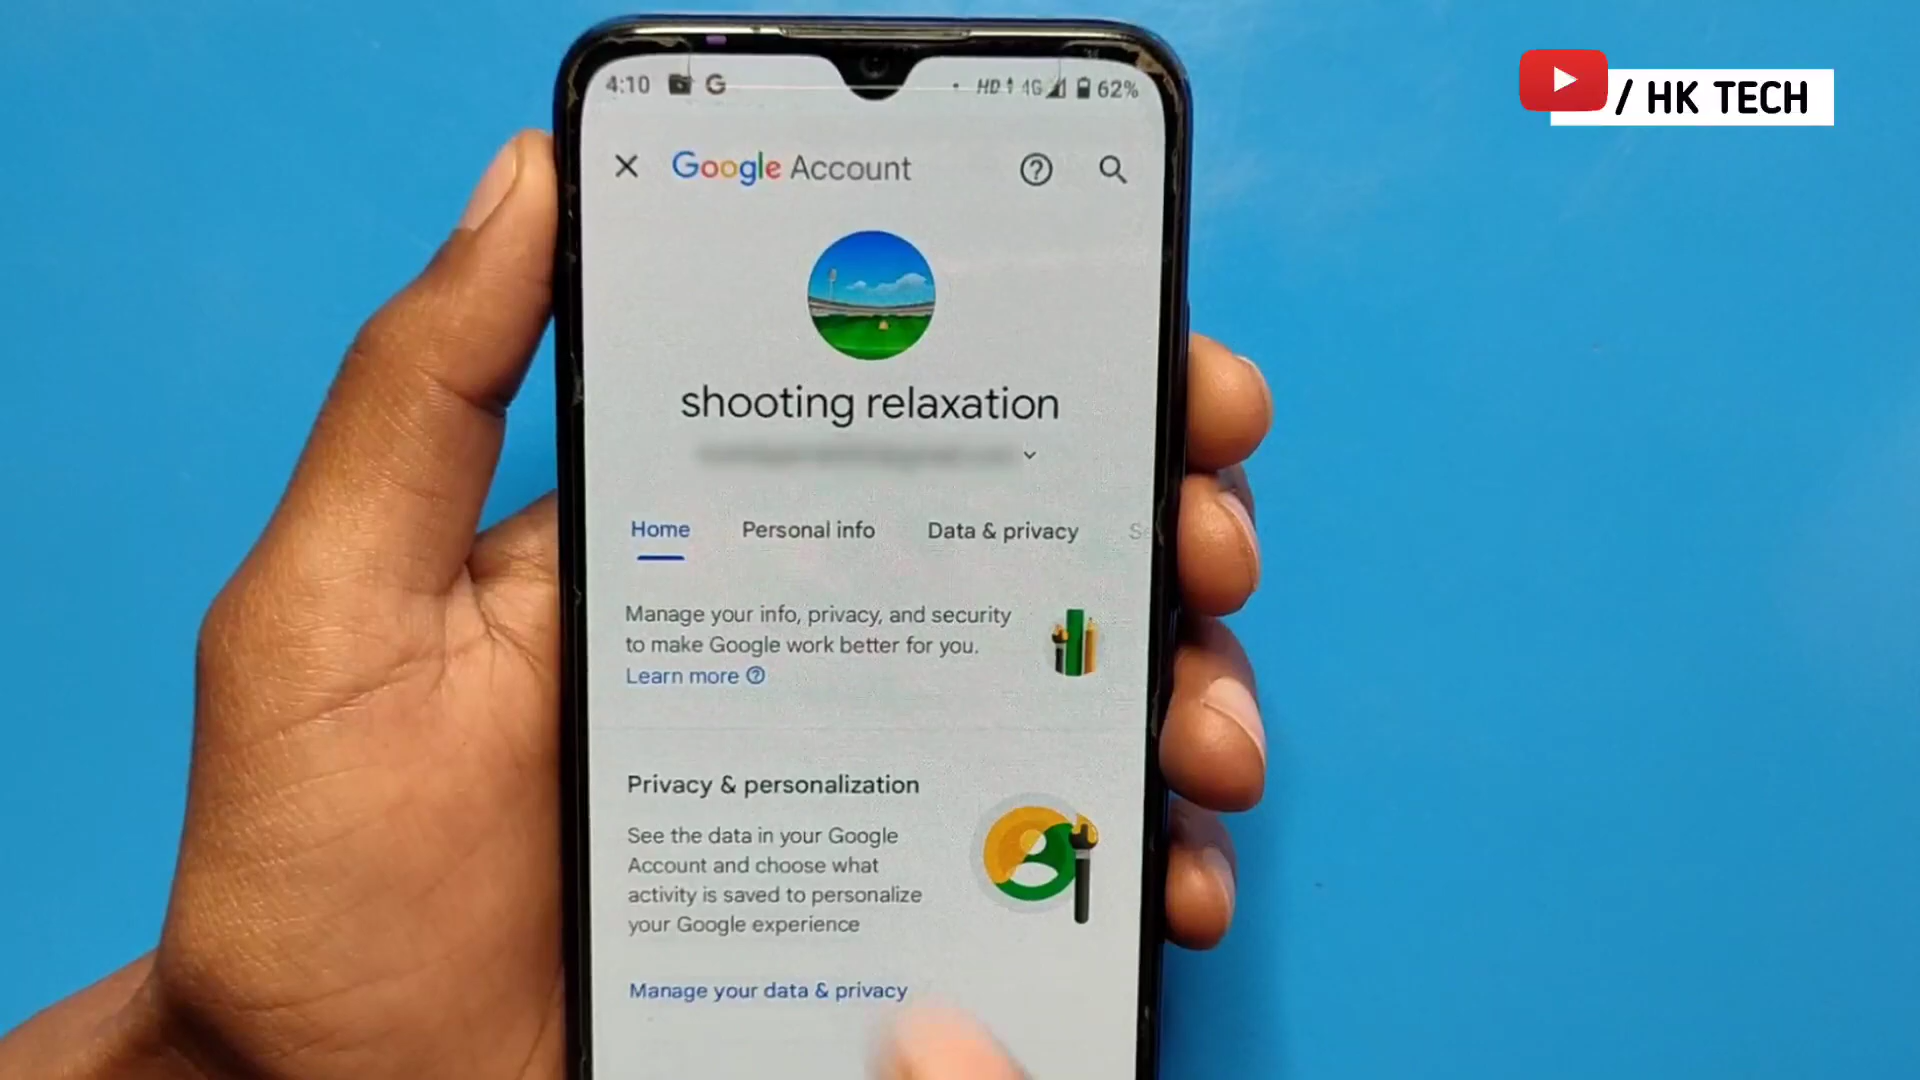 4:10 G HD 4G 62%
/ HK TECH
Google Account
shooting relaxation
Home Personal info Data & privacy
Manage your info, privacy, and security
to make Google work better for you.
Learn more
Privacy & personalization
See the data in your Google
Account and choose what
activity is saved to personalize
your Google experience
Manage your data & privacy